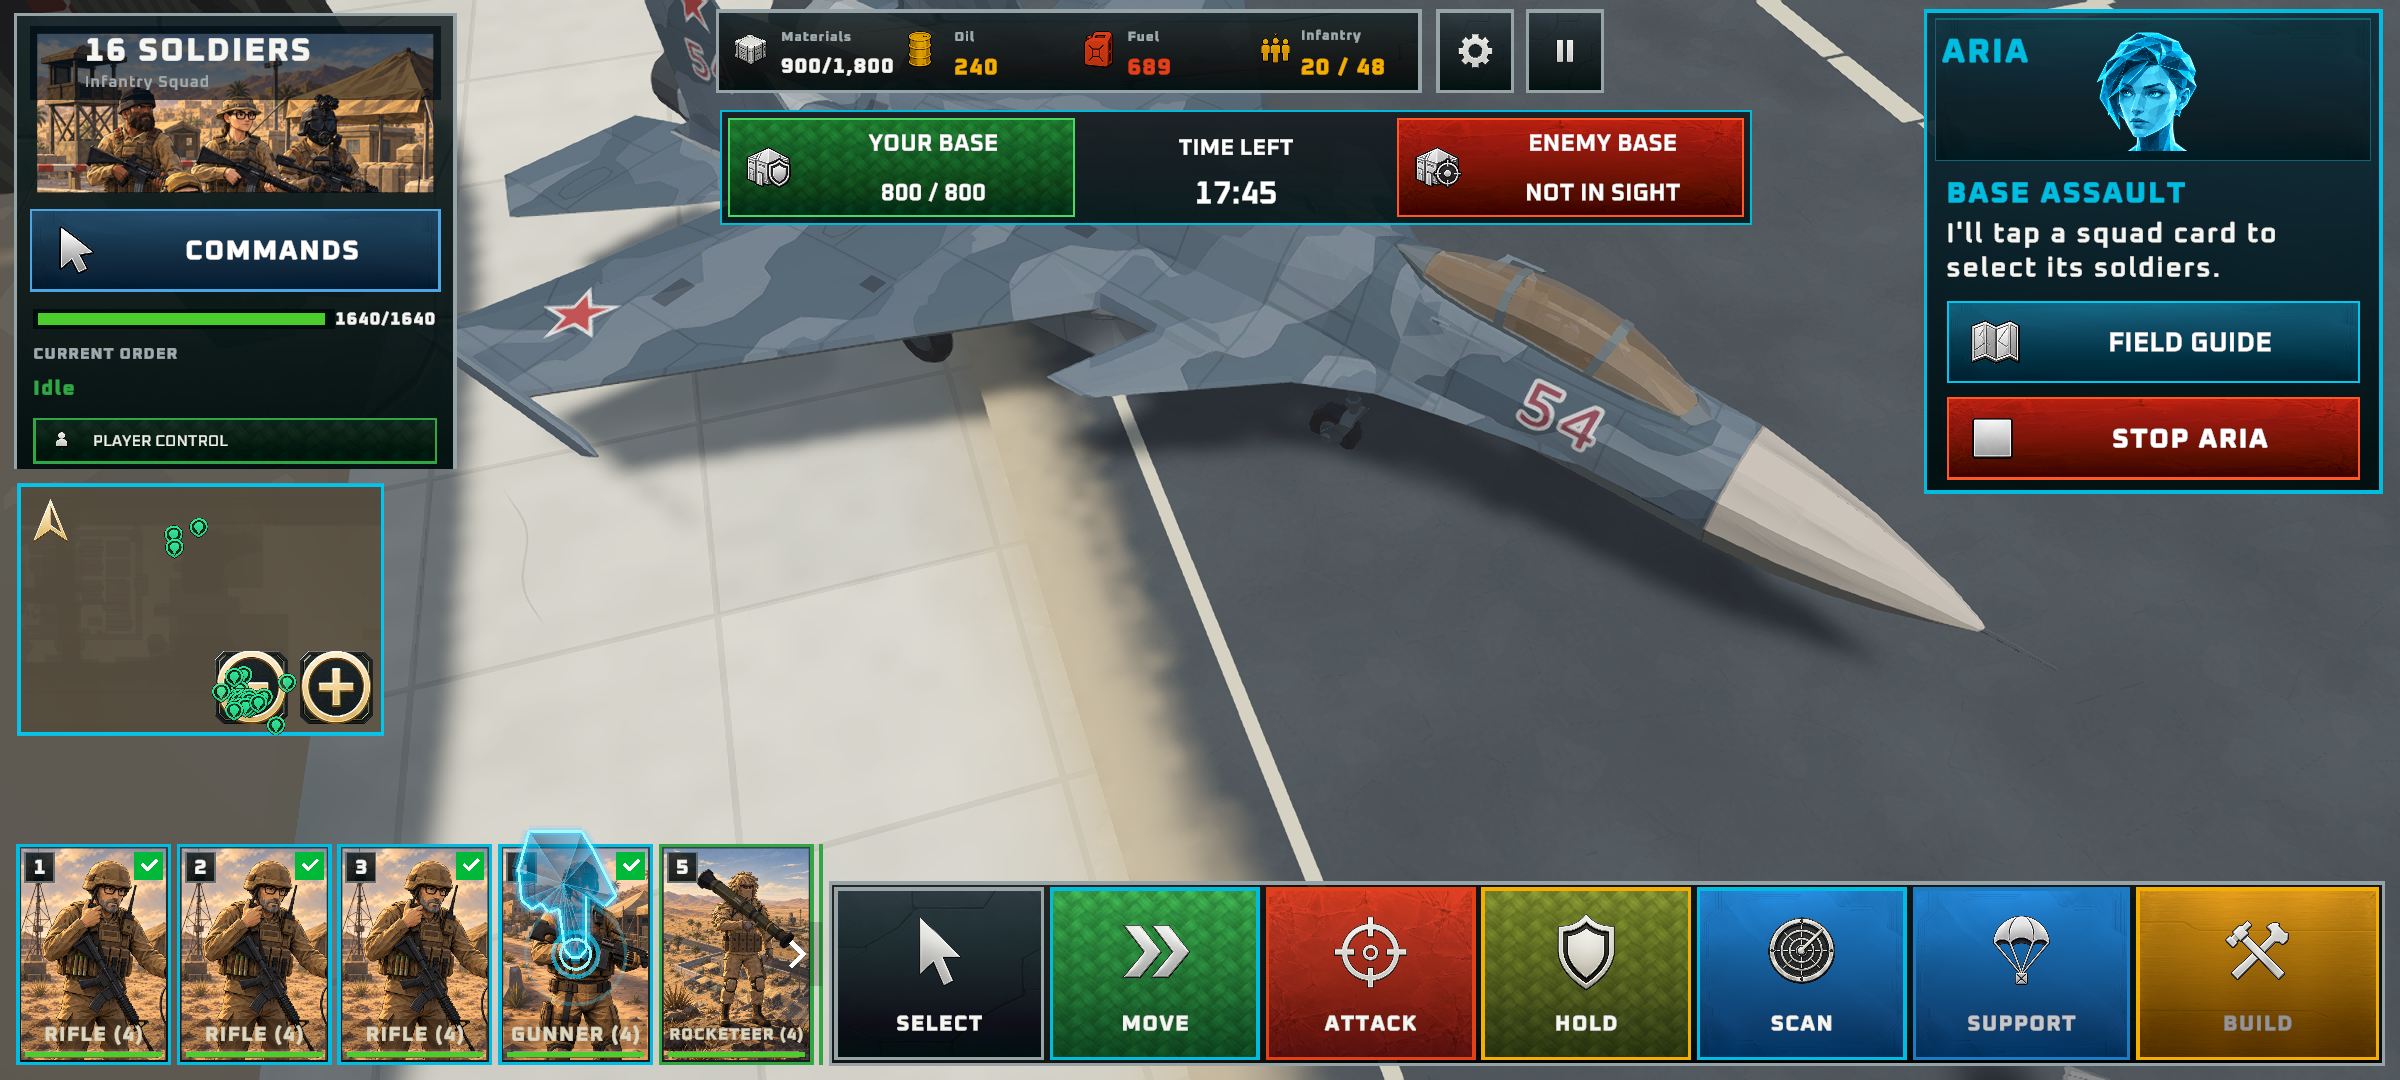 16 SOLDIERS
Infantry Squad
COMMANDS
1640/1640
CURRENT ORDER
Idle
PLAYER CONTROL
Materials
900/1,800
Oil
240
Fuel
689
Infantry
20 / 48
YOUR BASE
800 / 800
TIME LEFT
17:45
ENEMY BASE
NOT IN SIGHT
ARIA
BASE ASSAULT
I'll tap a squad card to
select its soldiers.
FIELD GUIDE
STOP ARIA
54
1
RIFLE (4)
2
RIFLE (4)
3
RIFLE (4)
GUNNER (4)
5
ROCKETEER (4)
SELECT
MOVE
ATTACK
HOLD
SCAN
SUPPORT
BUILD